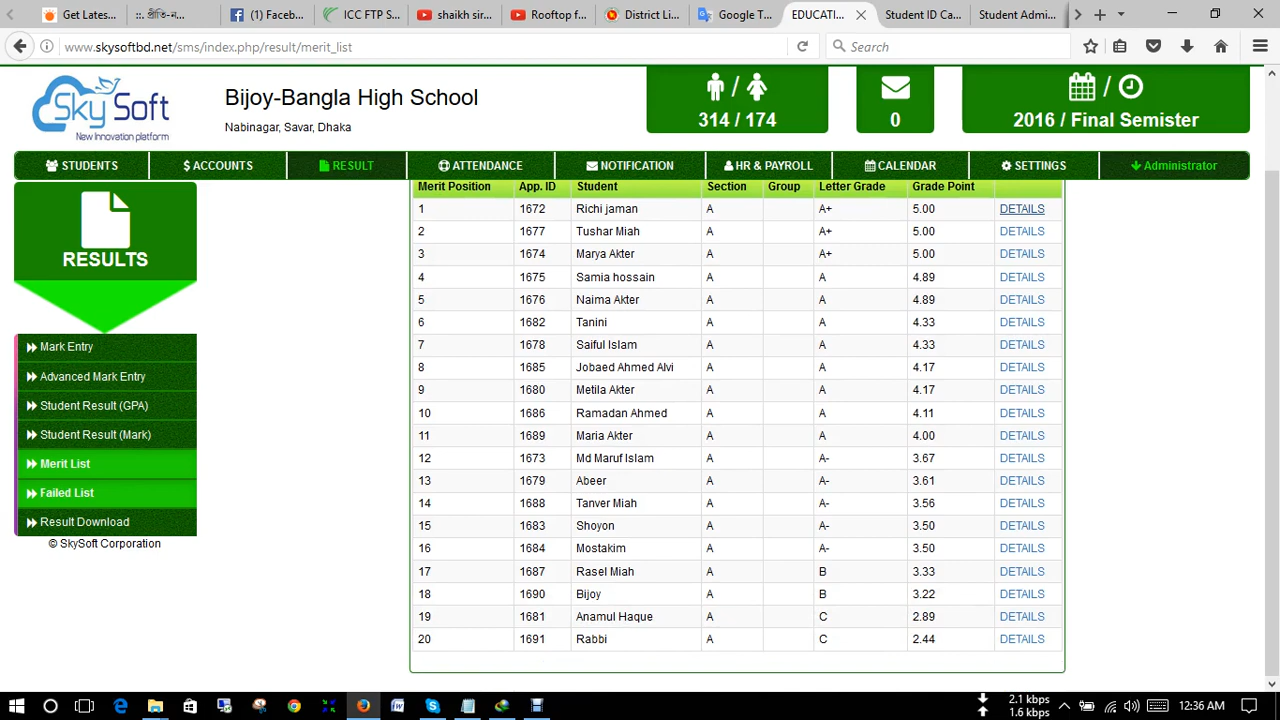 Get Latest...
:: প্রীতি-ন...
(1) Faceb...
ICC FTP S...
shaikh sir...
Rooftop f...
District Li...
Google T...
EDUCATI...
Student ID Ca...
Student Admi...
www.skysoftbd.net/sms/index.php/result/merit_list
Search
Sky Soft
New Innovation platform
Bijoy-Bangla High School
Nabinagar, Savar, Dhaka
/
314 / 174
0
/
2016 / Final Semister
STUDENTS
$ ACCOUNTS
RESULT
ATTENDANCE
NOTIFICATION
HR & PAYROLL
CALENDAR
SETTINGS
Administrator
RESULTS
Mark Entry
Advanced Mark Entry
Student Result (GPA)
Student Result (Mark)
Merit List
Failed List
Result Download
© SkySoft Corporation
Merit Position App. ID Student Section Group Letter Grade Grade Point
1 1672 Richi jaman A A+ 5.00 DETAILS
2 1677 Tushar Miah A A+ 5.00 DETAILS
3 1674 Marya Akter A A+ 5.00 DETAILS
4 1675 Samia hossain A A 4.89 DETAILS
5 1676 Naima Akter A A 4.89 DETAILS
6 1682 Tanini A A 4.33 DETAILS
7 1678 Saiful Islam A A 4.33 DETAILS
8 1685 Jobaed Ahmed Alvi A A 4.17 DETAILS
9 1680 Metila Akter A A 4.17 DETAILS
10 1686 Ramadan Ahmed A A 4.11 DETAILS
11 1689 Maria Akter A A 4.00 DETAILS
12 1673 Md Maruf Islam A A- 3.67 DETAILS
13 1679 Abeer A A- 3.61 DETAILS
14 1688 Tanver Miah A A- 3.56 DETAILS
15 1683 Shoyon A A- 3.50 DETAILS
16 1684 Mostakim A A- 3.50 DETAILS
17 1687 Rasel Miah A B 3.33 DETAILS
18 1690 Bijoy A B 3.22 DETAILS
19 1681 Anamul Haque A C 2.89 DETAILS
20 1691 Rabbi A C 2.44 DETAILS
2.1 kbps
1.6 kbps
12:36 AM